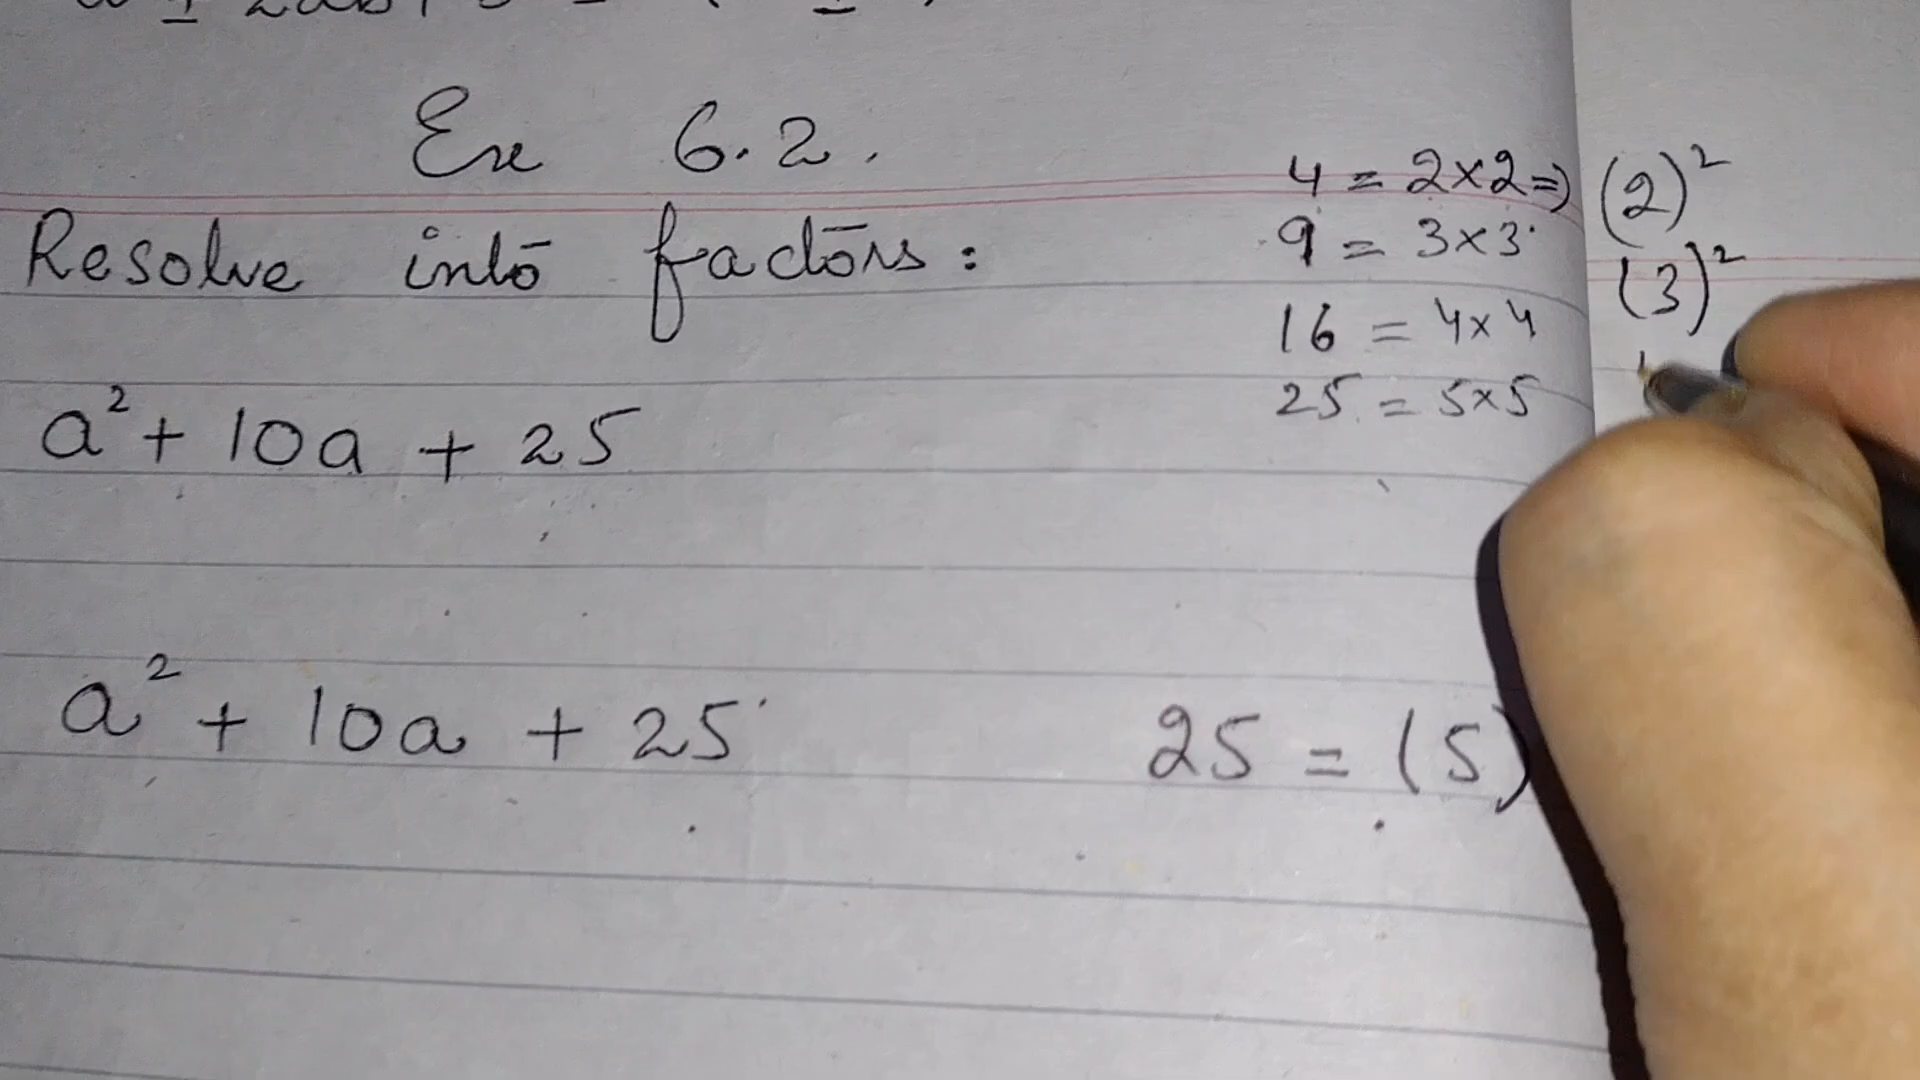 Ex 6.2.
Resolve into factors:
4 = 2×2 ⇒ (2)²
9 = 3×3 (3)²
16 = 4×4
25 = 5×5
a² + 10a + 25
a² + 10a + 25
25 = (5)